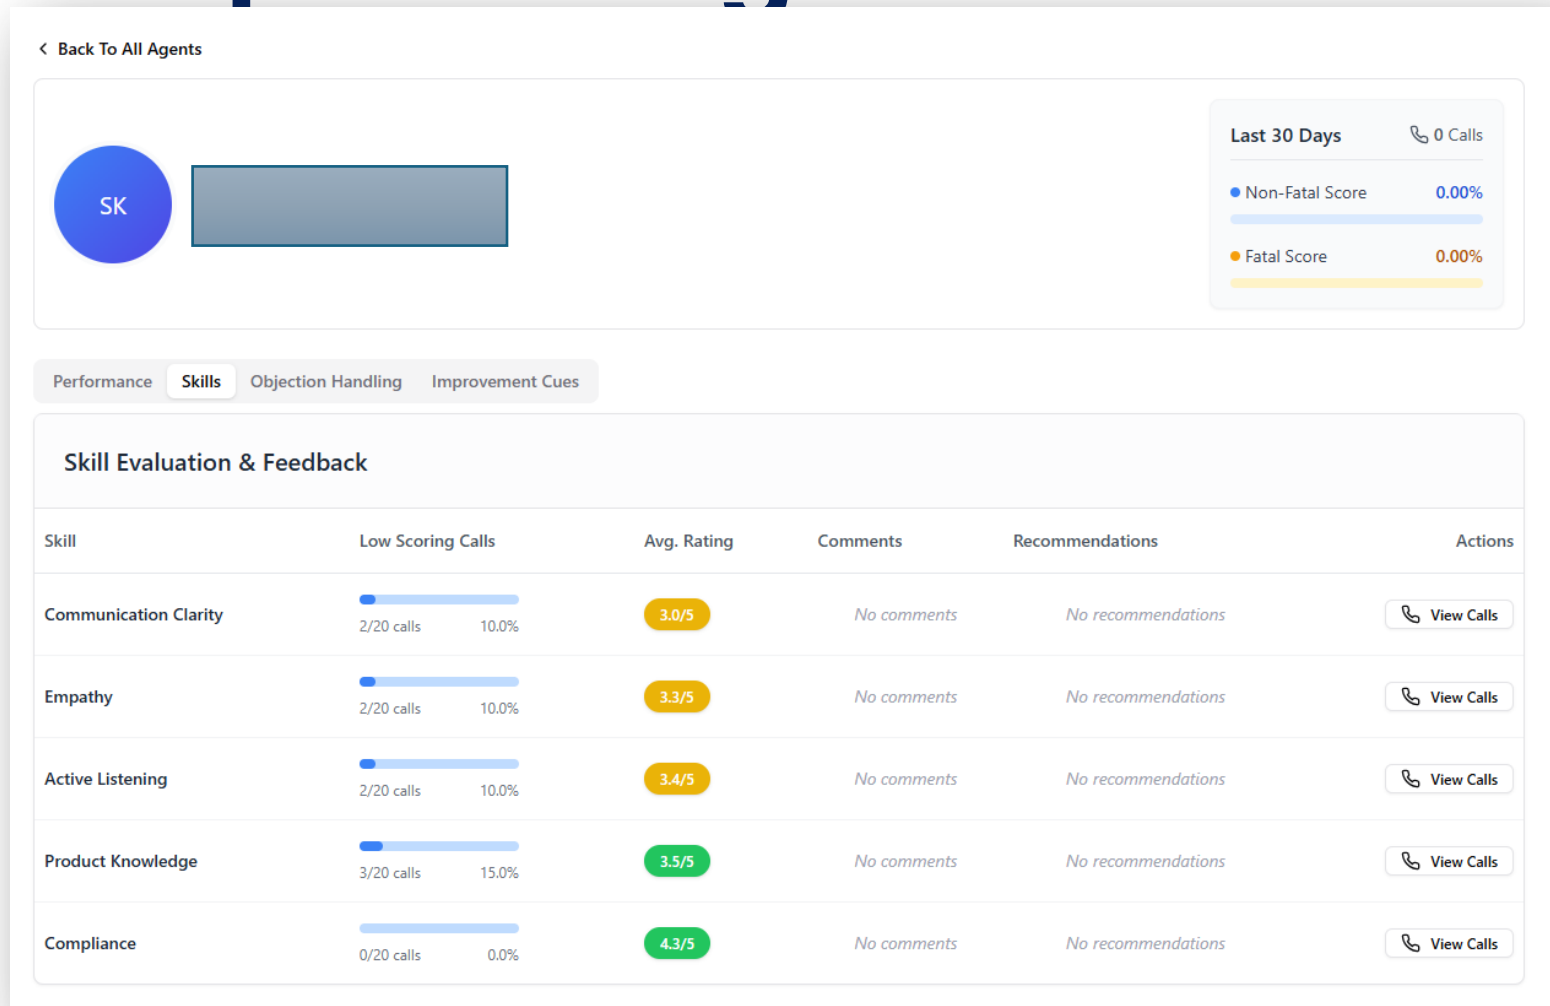 Back To All Agents
SK
Last 30 Days 0 Calls
Non-Fatal Score 0.00%
Fatal Score 0.00%
Performance Skills Objection Handling Improvement Cues
Skill Evaluation & Feedback
Skill Low Scoring Calls Avg. Rating Comments Recommendations Actions
Communication Clarity 2/20 calls 10.0% 3.0/5 No comments No recommendations View Calls
Empathy 2/20 calls 10.0% 3.3/5 No comments No recommendations View Calls
Active Listening 2/20 calls 10.0% 3.4/5 No comments No recommendations View Calls
Product Knowledge 3/20 calls 15.0% 3.5/5 No comments No recommendations View Calls
Compliance 0/20 calls 0.0% 4.3/5 No comments No recommendations View Calls